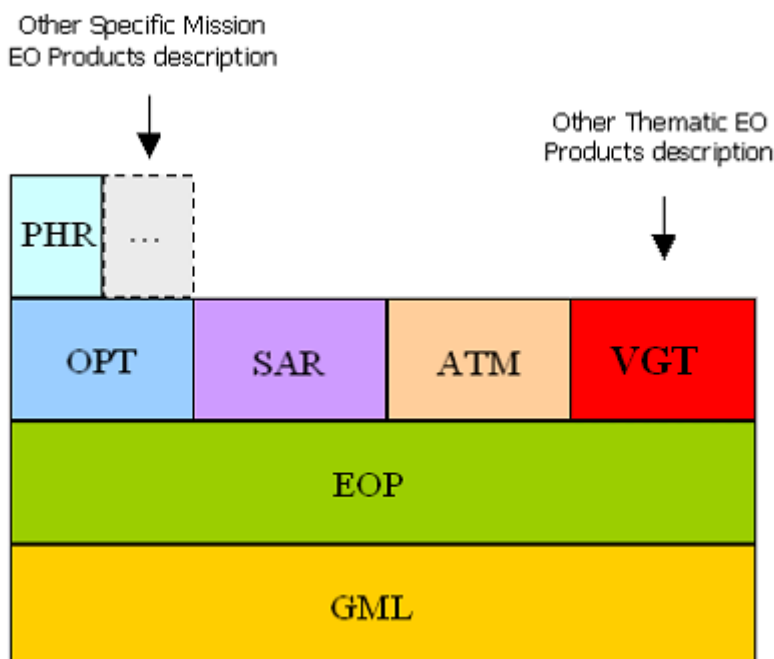 Other Specific Mission
EO Products description
Other Thematic EO
Products description
PHR
...
OPT
SAR
ATM
VGT
EOP
GML